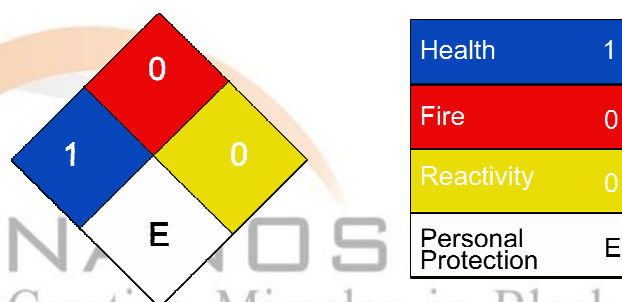 0
1
0
E
Health 1
Fire 0
Reactivity 0
Personal
Protection E